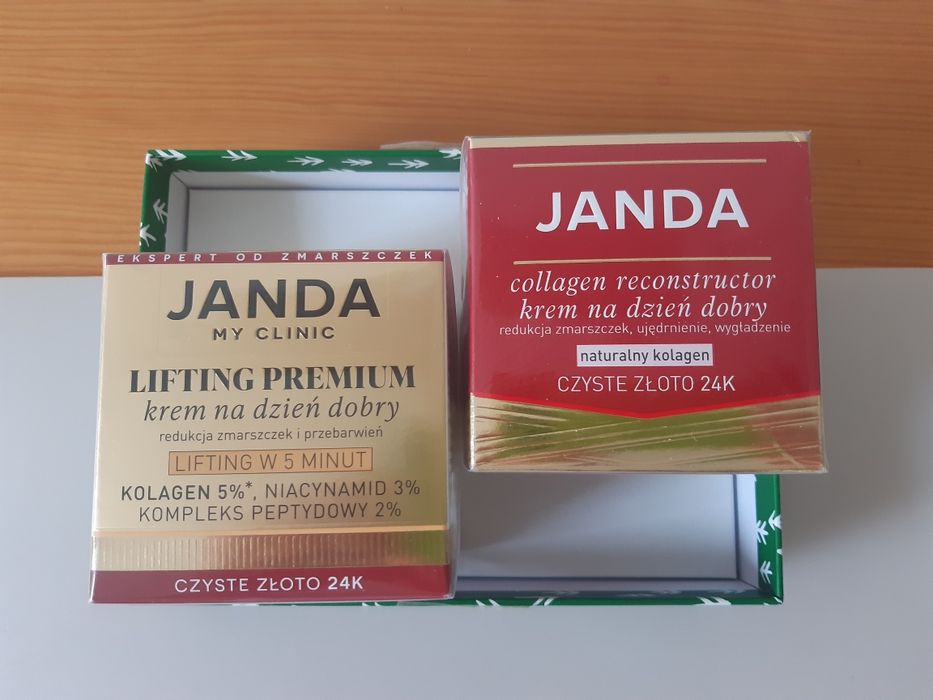 EKSPERT OD ZMARSZCZEK
JANDA
MY CLINIC
LIFTING PREMIUM
krem na dzień dobry
redukcja zmarszczek i przebarwień
LIFTING W 5 MINUT
KOLAGEN 5%*, NIACYNAMID 3%
KOMPLEKS PEPTYDOWY 2%
CZYSTE ZŁOTO 24K
JANDA
collagen reconstructor
krem na dzień dobry
redukcja zmarszczek, ujędrnienie, wygładzenie
naturalny kolagen
CZYSTE ZŁOTO 24K